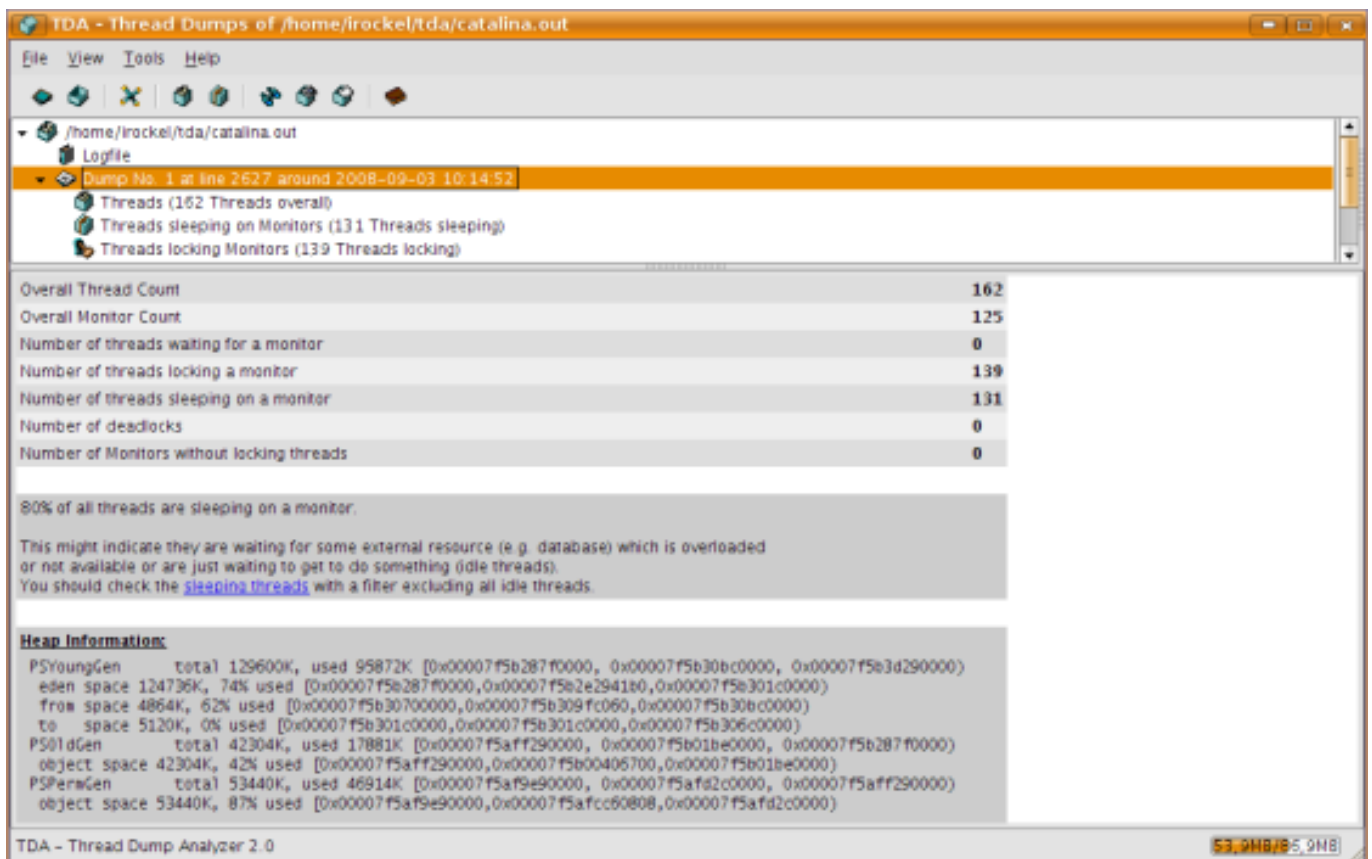 TDA - Thread Dumps of /home/irockel/tda/catalina.out
File View Tools Help
/home/irockel/tda/catalina.out
Logfile
Dump No. 1 at line 2627 around 2008-09-03 10:14:52
Threads (162 Threads overall)
Threads sleeping on Monitors (131 Threads sleeping)
Threads locking Monitors (139 Threads locking)
Overall Thread Count 162
Overall Monitor Count 125
Number of threads waiting for a monitor 0
Number of threads locking a monitor 139
Number of threads sleeping on a monitor 131
Number of deadlocks 0
Number of Monitors without locking threads 0
80% of all threads are sleeping on a monitor.
This might indicate they are waiting for some external resource (e.g. database) which is overloaded
or not available or are just waiting to get to do something (idle threads).
You should check the sleeping threads with a filter excluding all idle threads.
Heap Information:
PSYoungGen total 129600K, used 95872K [0x00007f5b287f0000, 0x00007f5b30bc0000, 0x00007f5b3d290000)
eden space 124736K, 74% used [0x00007f5b287f0000,0x00007f5b2e2941b0,0x00007f5b301c0000)
from space 4864K, 62% used [0x00007f5b30700000,0x00007f5b309fc060,0x00007f5b30bc0000)
to space 5120K, 0% used [0x00007f5b301c0000,0x00007f5b301c0000,0x00007f5b306c0000)
PSOldGen total 42304K, used 17881K [0x00007f5aff290000, 0x00007f5b01be0000, 0x00007f5b287f0000)
object space 42304K, 42% used [0x00007f5aff290000,0x00007f5b00406700,0x00007f5b01be0000)
PSPermGen total 53440K, used 46914K [0x00007f5af9e90000, 0x00007f5afd2c0000, 0x00007f5aff290000)
object space 53440K, 87% used [0x00007f5af9e90000,0x00007f5afcc60808,0x00007f5afd2c0000)
TDA - Thread Dump Analyzer 2.0
53,9MB/86,9MB